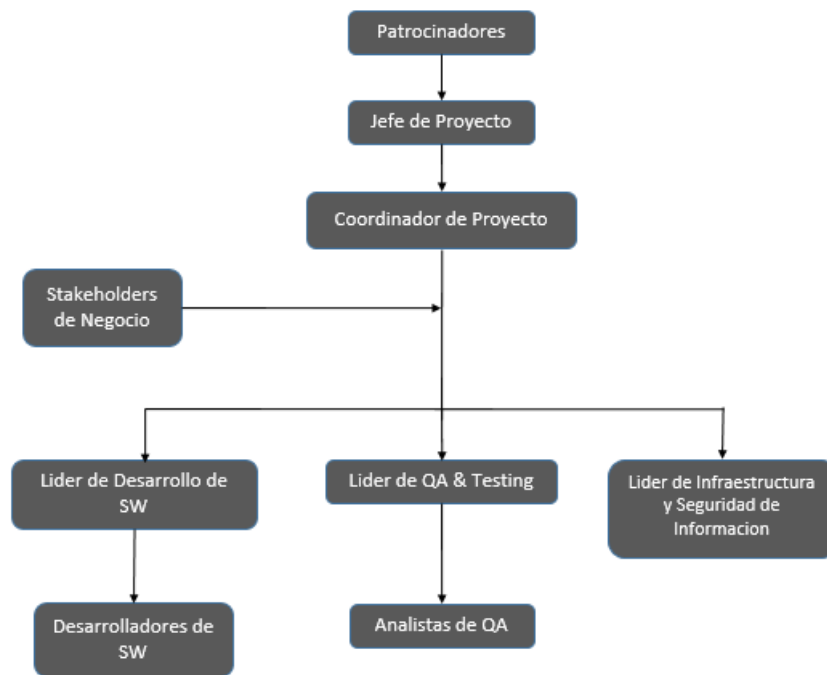 Patrocinadores
Jefe de Proyecto
Coordinador de Proyecto
Stakeholders
de Negocio
Lider de Desarrollo de
SW
Lider de QA & Testing
Lider de Infraestructura
y Seguridad de
Informacion
Desarrolladores de
SW
Analistas de QA